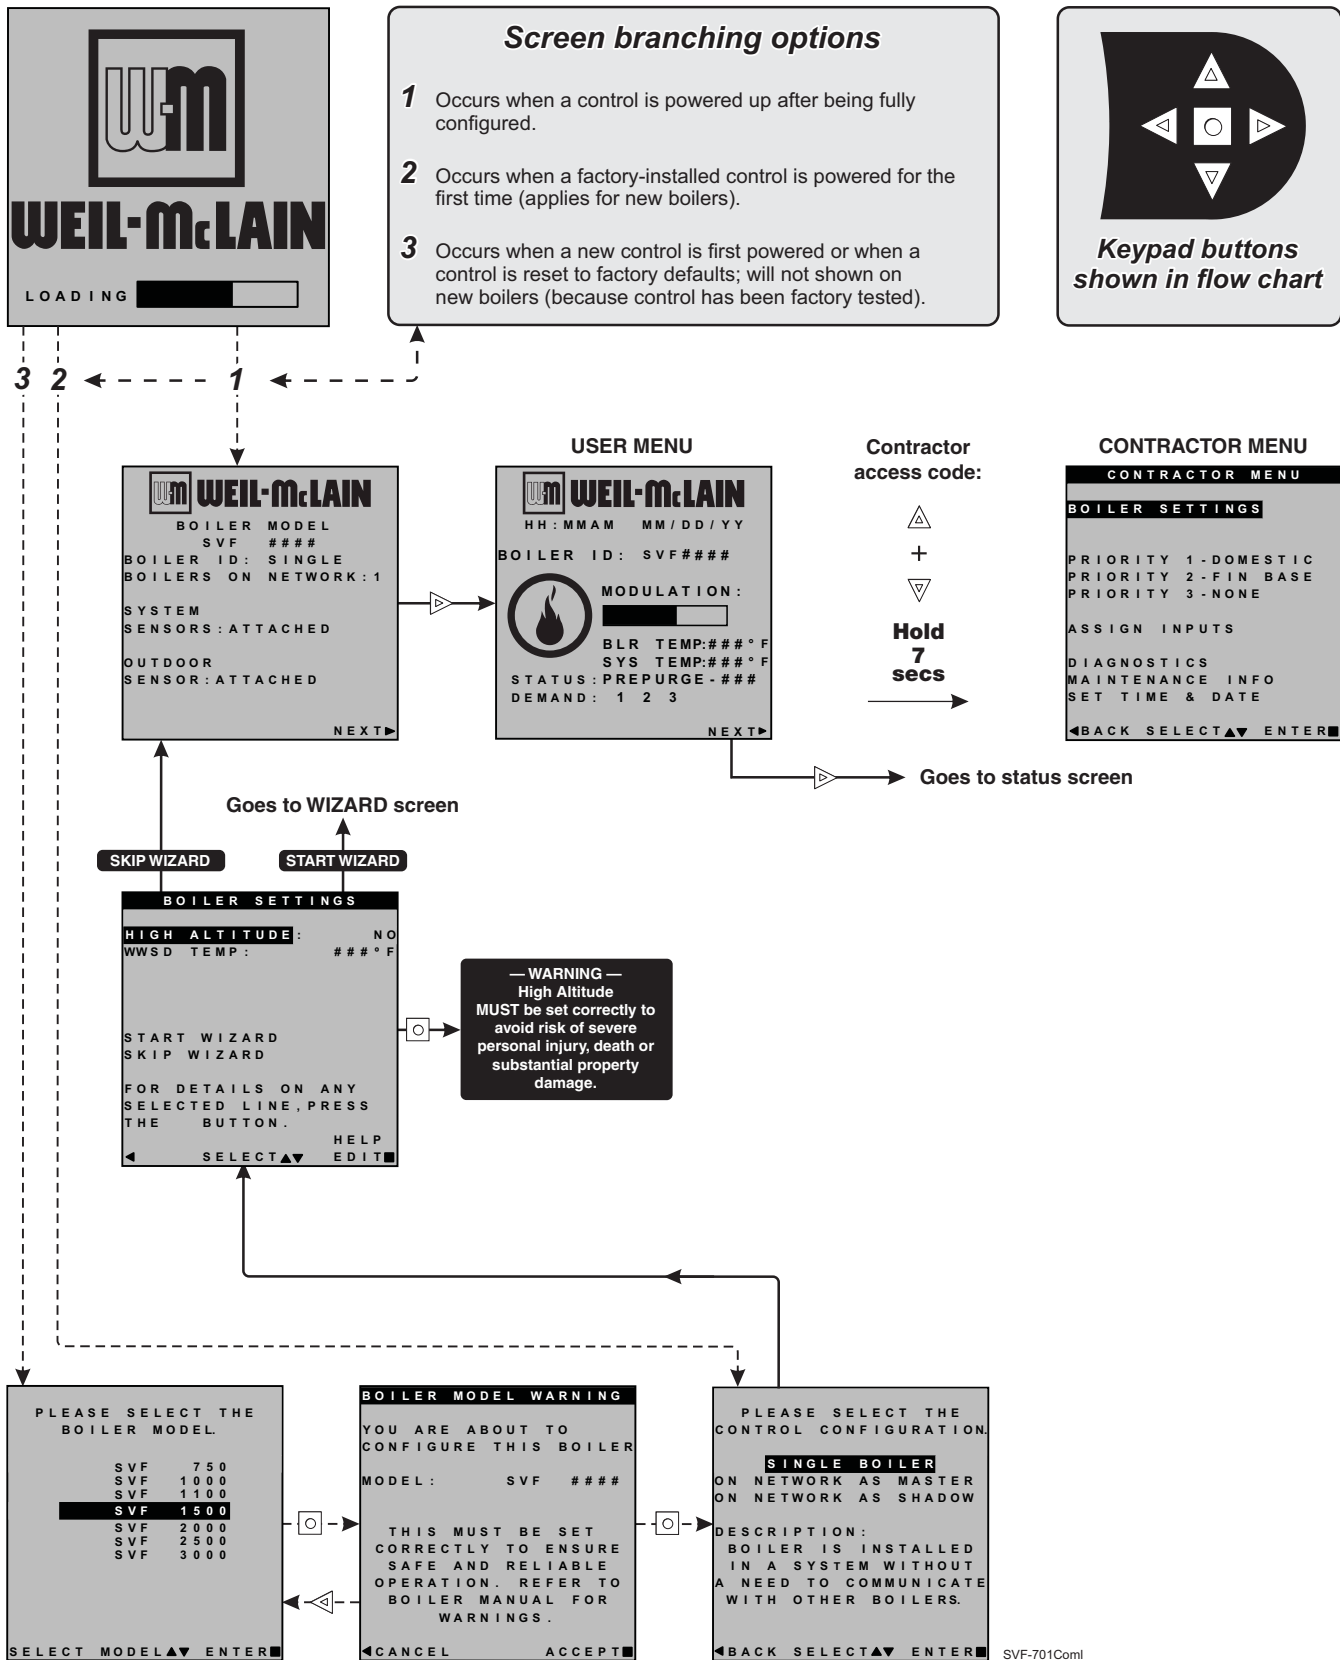 W-M
WEIL-McLAIN
LOADING
Screen branching options
1 Occurs when a control is powered up after being fully
configured.
2 Occurs when a factory-installed control is powered for the
first time (applies for new boilers).
3 Occurs when a new control is first powered or when a
control is reset to factory defaults; will not shown on
new boilers (because control has been factory tested).
Keypad buttons
shown in flow chart
3 2 1
W-M WEIL-McLAIN
BOILER MODEL
SVF ####
BOILER ID: SINGLE
BOILERS ON NETWORK:1
SYSTEM
SENSORS:ATTACHED
OUTDOOR
SENSOR:ATTACHED
NEXT▶
USER MENU
W-M WEIL-McLAIN
HH:MMAM MM/DD/YY
BOILER ID: SVF####
MODULATION:
BLR TEMP:###°F
SYS TEMP:###°F
STATUS:PREPURGE-###
DEMAND: 1 2 3
NEXT▶
Contractor
access code:
+
Hold
7
secs
CONTRACTOR MENU
CONTRACTOR MENU
BOILER SETTINGS
PRIORITY 1-DOMESTIC
PRIORITY 2-FIN BASE
PRIORITY 3-NONE
ASSIGN INPUTS
DIAGNOSTICS
MAINTENANCE INFO
SET TIME & DATE
◀BACK SELECT▲▼ ENTER■
Goes to status screen
Goes to WIZARD screen
SKIP WIZARD
START WIZARD
BOILER SETTINGS
HIGH ALTITUDE: NO
WWSD TEMP: ###°F
START WIZARD
SKIP WIZARD
FOR DETAILS ON ANY
SELECTED LINE,PRESS
THE BUTTON.
HELP
◀ SELECT▲▼ EDIT■
— WARNING —
High Altitude
MUST be set correctly to
avoid risk of severe
personal injury, death or
substantial property
damage.
PLEASE SELECT THE
BOILER MODEL.
SVF 750
SVF 1000
SVF 1100
SVF 1500
SVF 2000
SVF 2500
SVF 3000
SELECT MODEL▲▼ ENTER■
BOILER MODEL WARNING
YOU ARE ABOUT TO
CONFIGURE THIS BOILER
MODEL: SVF ####
THIS MUST BE SET
CORRECTLY TO ENSURE
SAFE AND RELIABLE
OPERATION. REFER TO
BOILER MANUAL FOR
WARNINGS.
◀CANCEL ACCEPT■
PLEASE SELECT THE
CONTROL CONFIGURATION.
SINGLE BOILER
ON NETWORK AS MASTER
ON NETWORK AS SHADOW
DESCRIPTION:
BOILER IS INSTALLED
IN A SYSTEM WITHOUT
A NEED TO COMMUNICATE
WITH OTHER BOILERS.
◀BACK SELECT▲▼ ENTER■
SVF-701Coml